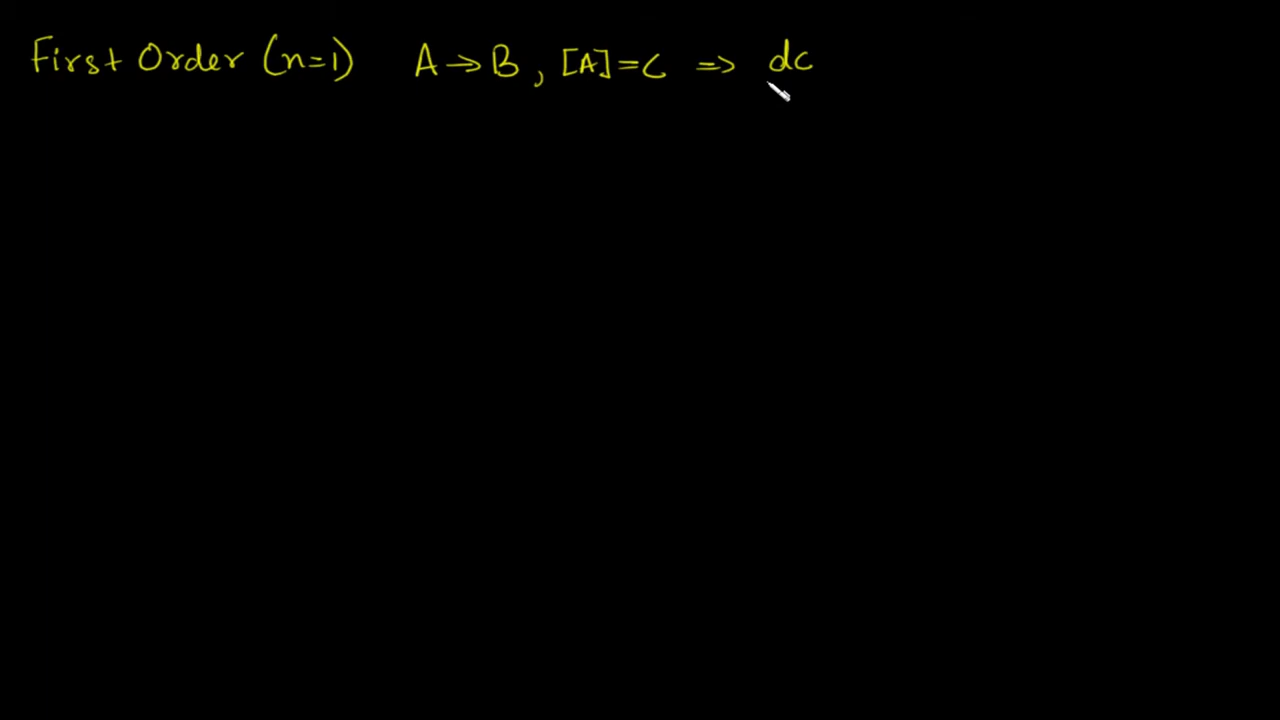 First Order (n=1) A → B , [A] = C ⇒ dc